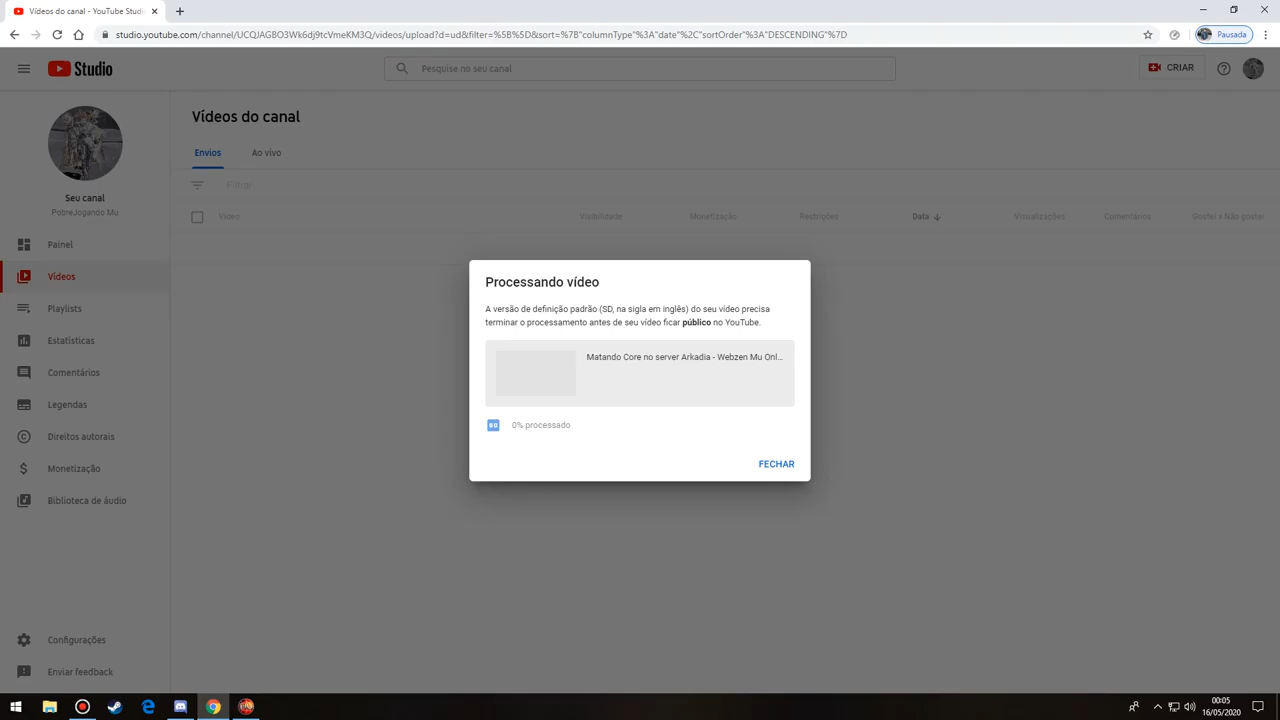 Vídeos do canal - YouTube Studi
studio.youtube.com/channel/UCQJAGBO3Wk6dj9tcVmeKM3Q/videos/upload?d=ud&filter=%5B%5D&sort=%7B"columnType"%3A"date"%2C"sortOrder"%3A"DESCENDING"%7D
Pausada
Studio
Pesquise no seu canal
CRIAR
Seu canal
PobreJogando Mu
Painel
Vídeos
Playlists
Estatísticas
Comentários
Legendas
Direitos autorais
Monetização
Biblioteca de áudio
Configurações
Enviar feedback
Vídeos do canal
Envios
Ao vivo
Filtrar
Vídeo
Visibilidade
Monetização
Restrições
Data
Visualizações
Comentários
Gostei x Não gostei
Processando vídeo
A versão de definição padrão (SD, na sigla em inglês) do seu vídeo precisa
terminar o processamento antes de seu vídeo ficar público no YouTube.
Matando Core no server Arkadia - Webzen Mu Onl...
SD
0% processado
FECHAR
00:05
16/05/2020